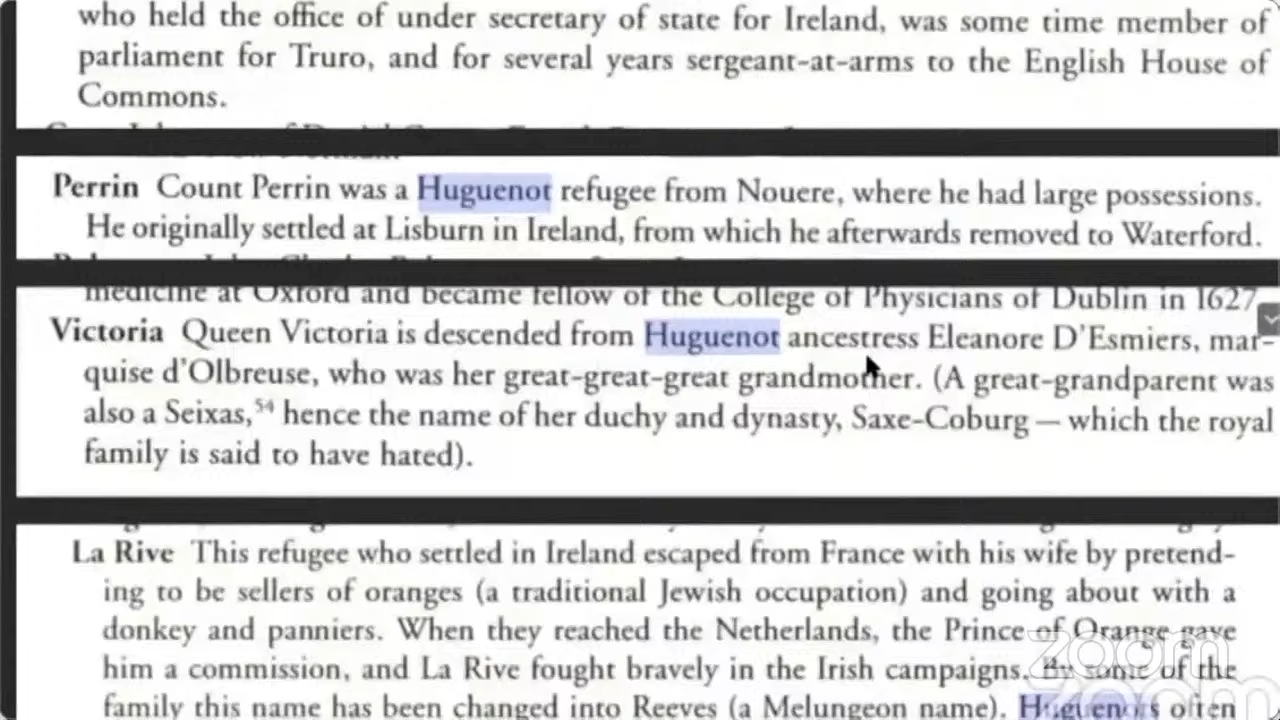 who held the office of under secretary of state for Ireland, was some time member of
parliament for Truro, and for several years sergeant-at-arms to the English House of
Commons.
Perrin Count Perrin was a Huguenot refugee from Nouere, where he had large possessions.
He originally settled at Lisburn in Ireland, from which he afterwards removed to Waterford.
medicine at Oxford and became fellow of the College of Physicians of Dublin in 1627
Victoria Queen Victoria is descended from Huguenot ancestress Eleanore D'Esmiers, mar-
quise d'Olbreuse, who was her great-great-great grandmother. (A great-grandparent was
also a Seixas,54 hence the name of her duchy and dynasty, Saxe-Coburg — which the royal
family is said to have hated).
La Rive This refugee who settled in Ireland escaped from France with his wife by pretend-
ing to be sellers of oranges (a traditional Jewish occupation) and going about with a
donkey and panniers. When they reached the Netherlands, the Prince of Orange gave
him a commission, and La Rive fought bravely in the Irish campaigns. By some of the
family this name has been changed into Reeves (a Melungeon name). Huguenots often
zoom
zoom